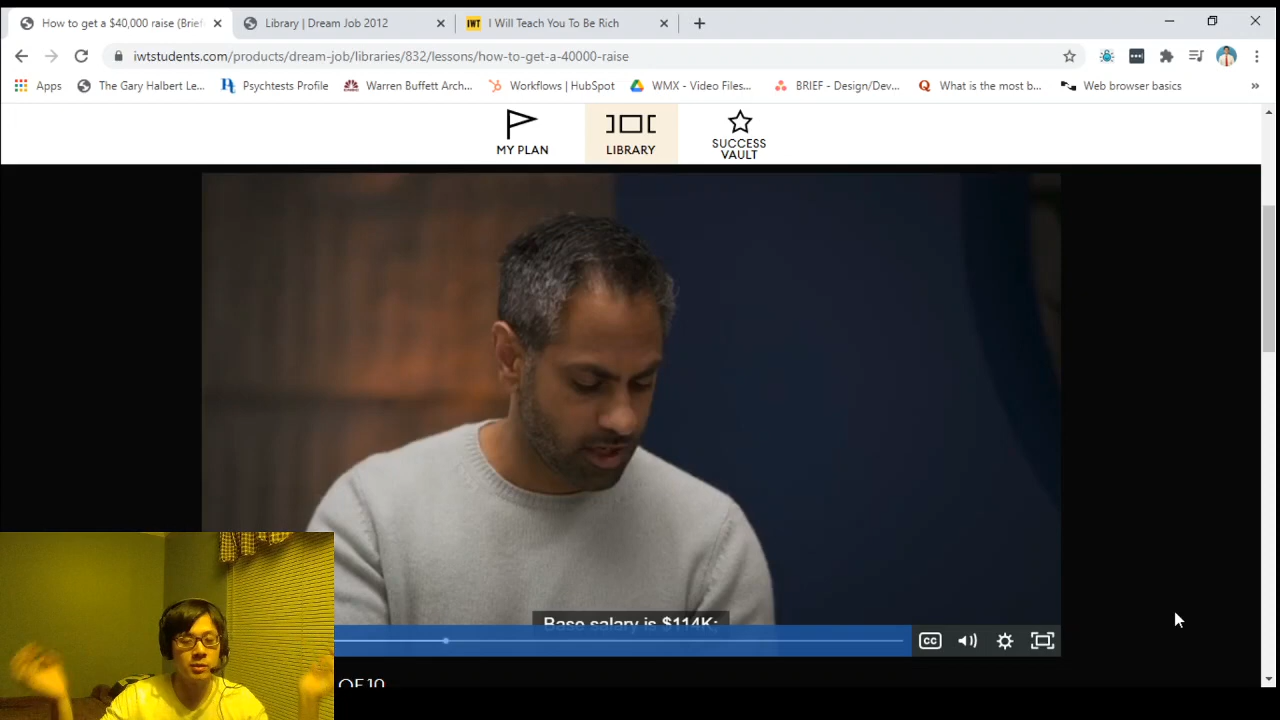 How to get a $40,000 raise (Brief
Library | Dream Job 2012
IWT I Will Teach You To Be Rich
iwtstudents.com/products/dream-job/libraries/832/lessons/how-to-get-a-40000-raise
Apps The Gary Halbert Le... Psychtests Profile Warren Buffett Arch... Workflows | HubSpot WMX - Video Files... BRIEF - Design/Dev... What is the most b... Web browser basics
MY PLAN
LIBRARY
SUCCESS
VAULT
Base salary is $114K;
CC
OF 10